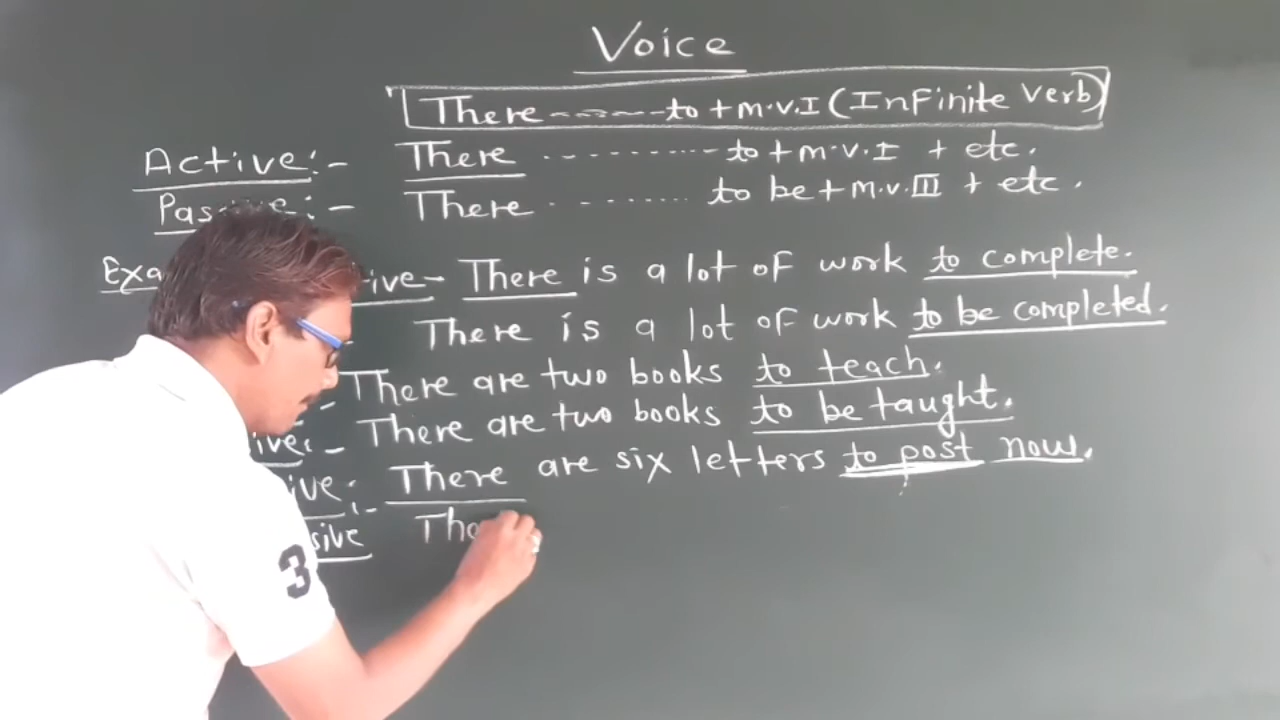 Voice
There ------- to + m.v.I (Infinite verb)
Active:- There ............ to + m.v.I + etc.
There ......... to be + m.v.III + etc.
There is a lot of work to complete.
There is a lot of work to be completed.
There are two books to teach.
There are two books to be taught.
There are six letters to post now.
3